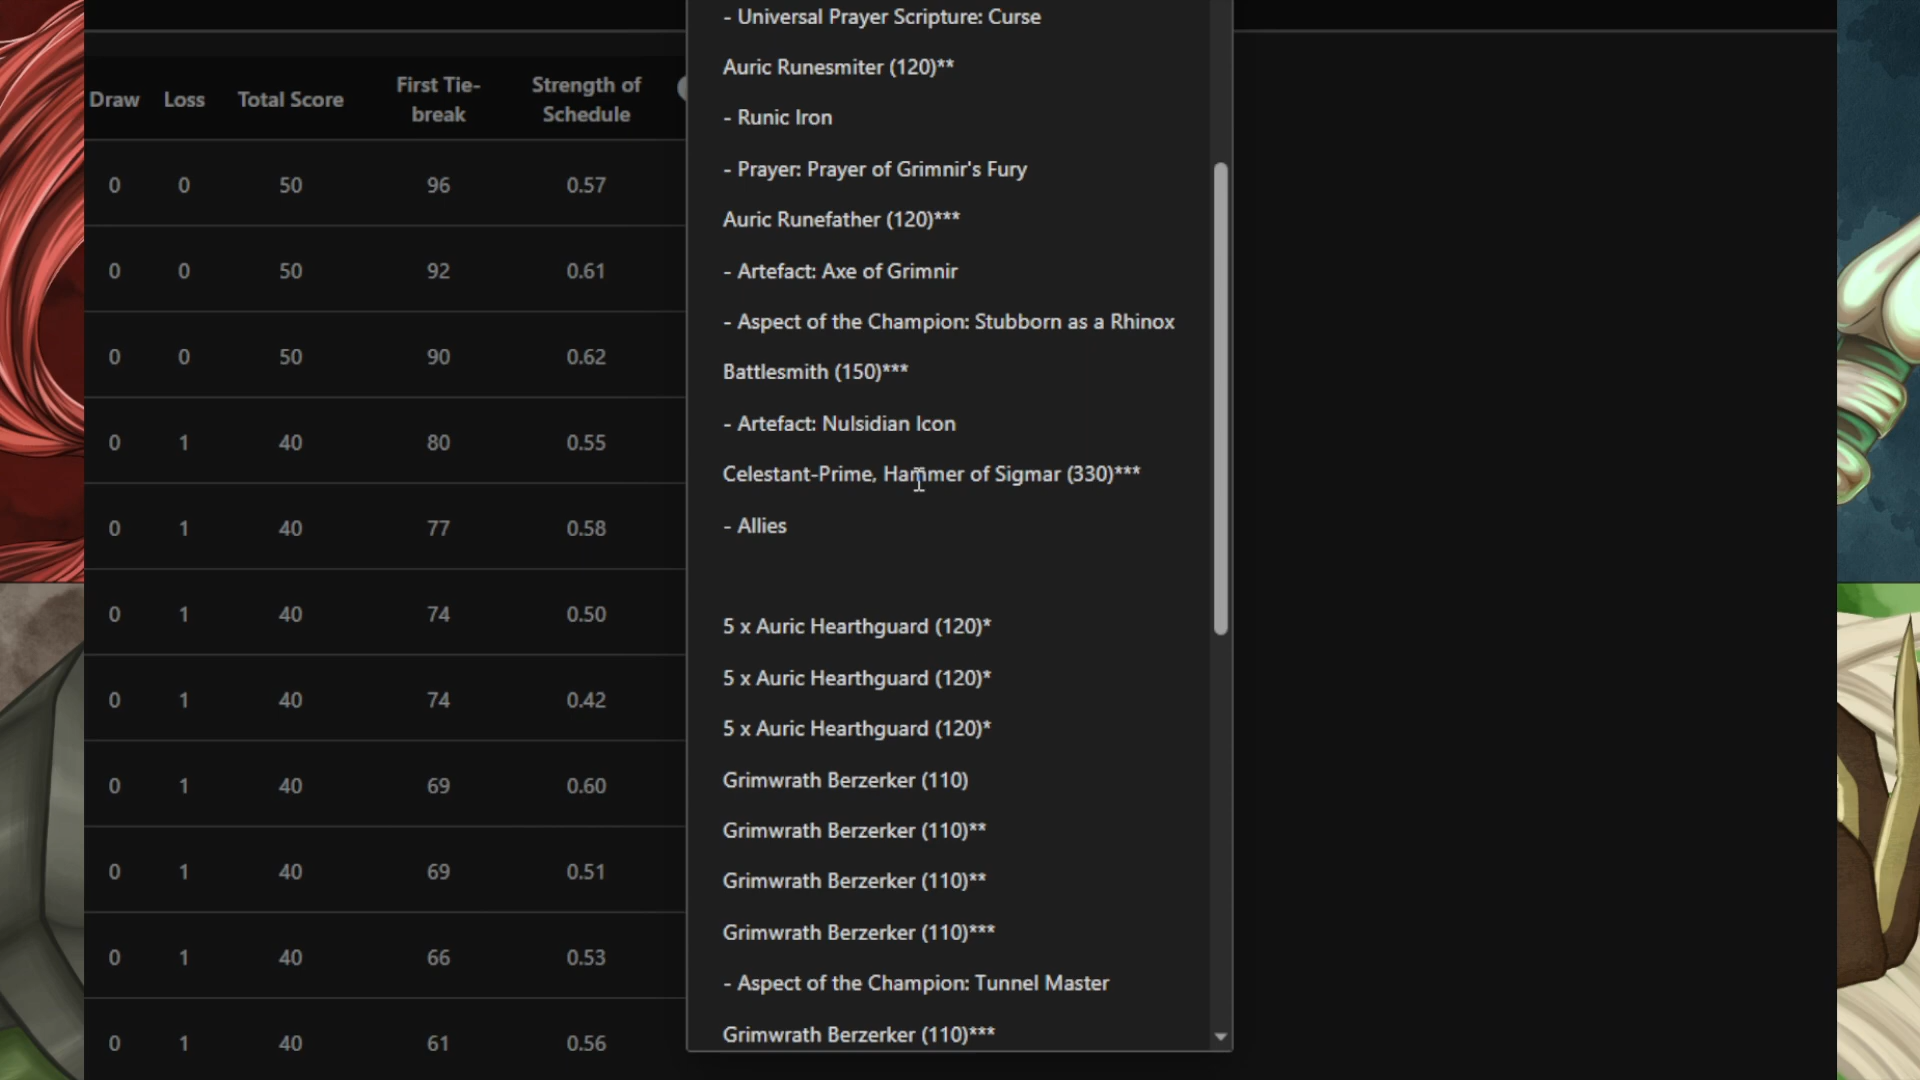 Draw Loss Total Score First Tie-break Strength of Schedule
0 0 50 96 0.57
0 0 50 92 0.61
0 0 50 90 0.62
0 1 40 80 0.55
0 1 40 77 0.58
0 1 40 74 0.50
0 1 40 74 0.42
0 1 40 69 0.60
0 1 40 69 0.51
0 1 40 66 0.53
0 1 40 61 0.56
- Universal Prayer Scripture: Curse
Auric Runesmiter (120)**
- Runic Iron
- Prayer: Prayer of Grimnir's Fury
Auric Runefather (120)***
- Artefact: Axe of Grimnir
- Aspect of the Champion: Stubborn as a Rhinox
Battlesmith (150)***
- Artefact: Nulsidian Icon
Celestant-Prime, Hammer of Sigmar (330)***
- Allies
5 x Auric Hearthguard (120)*
5 x Auric Hearthguard (120)*
5 x Auric Hearthguard (120)*
Grimwrath Berzerker (110)
Grimwrath Berzerker (110)**
Grimwrath Berzerker (110)**
Grimwrath Berzerker (110)***
- Aspect of the Champion: Tunnel Master
Grimwrath Berzerker (110)***